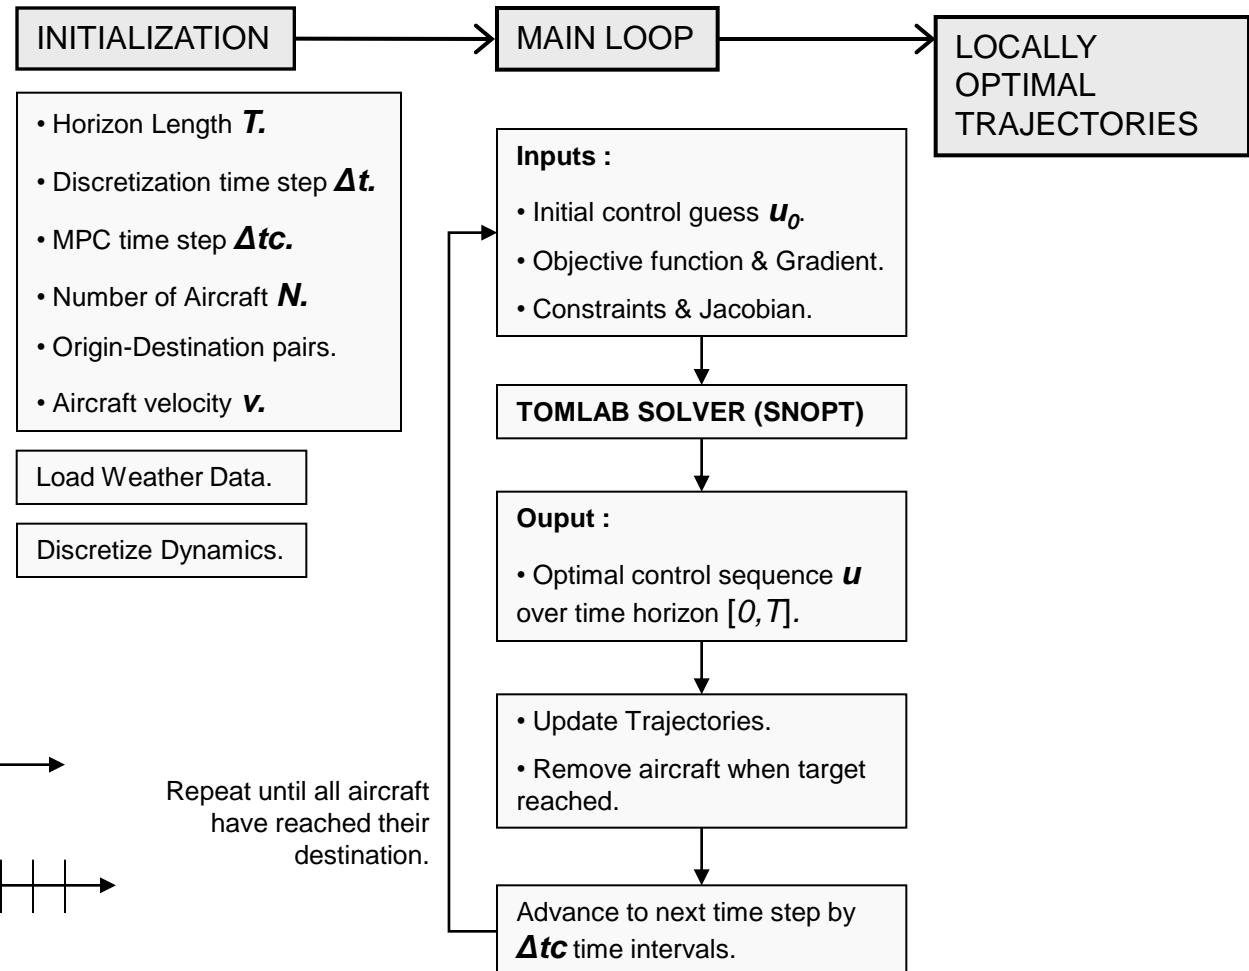 INITIALIZATION
MAIN LOOP
LOCALLY
OPTIMAL
TRAJECTORIES
• Horizon Length T.
• Discretization time step Δt.
• MPC time step Δtc.
• Number of Aircraft N.
• Origin-Destination pairs.
• Aircraft velocity v.
Load Weather Data.
Discretize Dynamics.
Inputs :
• Initial control guess u0.
• Objective function & Gradient.
• Constraints & Jacobian.
TOMLAB SOLVER (SNOPT)
Ouput :
• Optimal control sequence u
over time horizon [0,T].
• Update Trajectories.
• Remove aircraft when target
reached.
Repeat until all aircraft
have reached their
destination.
Advance to next time step by
Δtc time intervals.